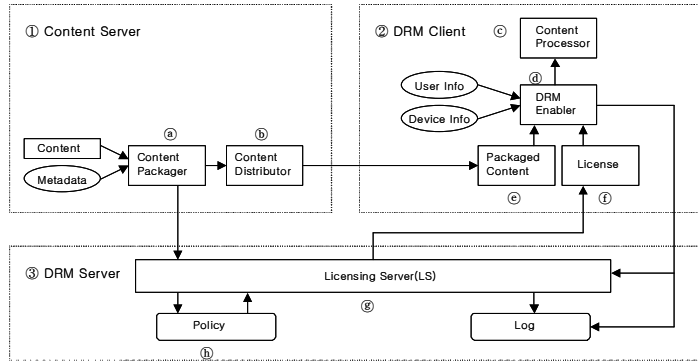 ① Content Server
② DRM Client
ⓒ
Content
Processor
ⓓ
User Info
Device Info
DRM
Enabler
ⓐ
ⓑ
Content
Metadata
Content
Packager
Content
Distributor
Packaged
Content
License
ⓔ
ⓕ
③ DRM Server
Licensing Server(LS)
ⓖ
Policy
Log
ⓗ